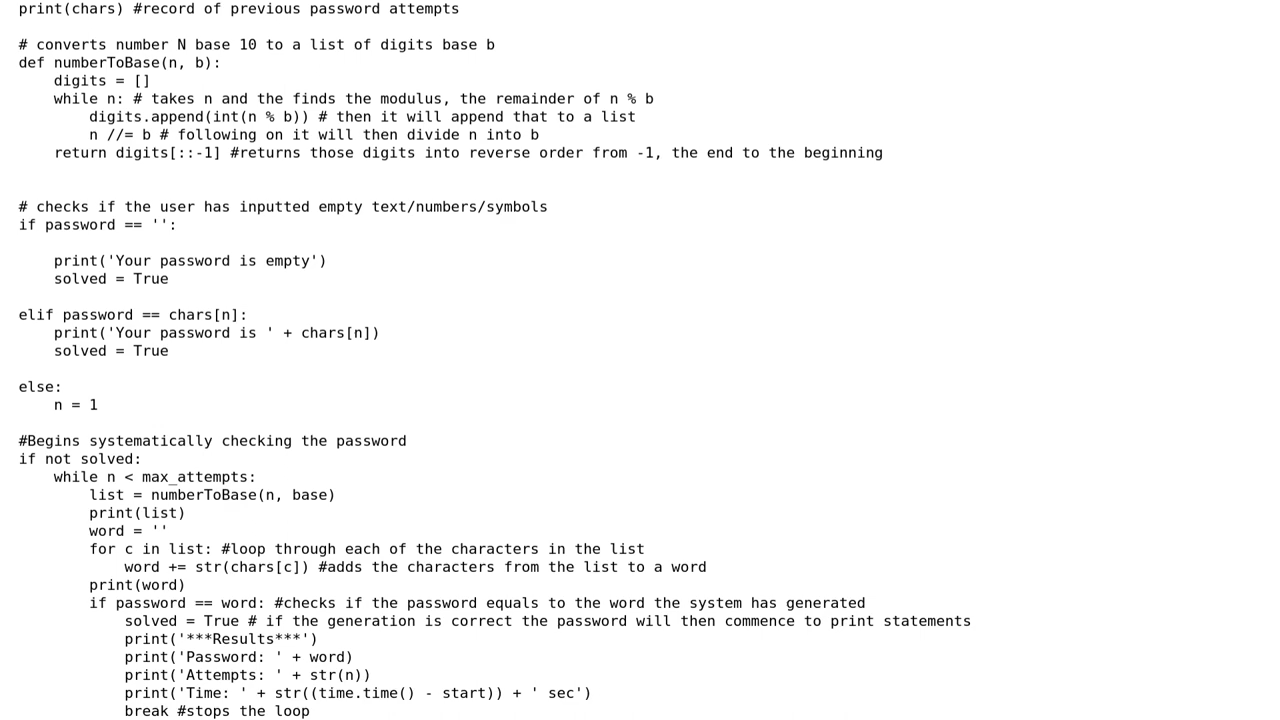 print(chars) #record of previous password attempts
# converts number N base 10 to a list of digits base b
def numberToBase(n, b):
    digits = []
    while n: # takes n and the finds the modulus, the remainder of n % b
        digits.append(int(n % b)) # then it will append that to a list
        n //= b # following on it will then divide n into b
    return digits[::-1] #returns those digits into reverse order from -1, the end to the beginning
# checks if the user has inputted empty text/numbers/symbols
if password == '':
    print('Your password is empty')
    solved = True
elif password == chars[n]:
    print('Your password is ' + chars[n])
    solved = True
else:
    n = 1
#Begins systematically checking the password
if not solved:
    while n < max_attempts:
        list = numberToBase(n, base)
        print(list)
        word = ''
        for c in list: #loop through each of the characters in the list
            word += str(chars[c]) #adds the characters from the list to a word
        print(word)
        if password == word: #checks if the password equals to the word the system has generated
            solved = True # if the generation is correct the password will then commence to print statements
            print('***Results***')
            print('Password: ' + word)
            print('Attempts: ' + str(n))
            print('Time: ' + str((time.time() - start)) + ' sec')
            break #stops the loop